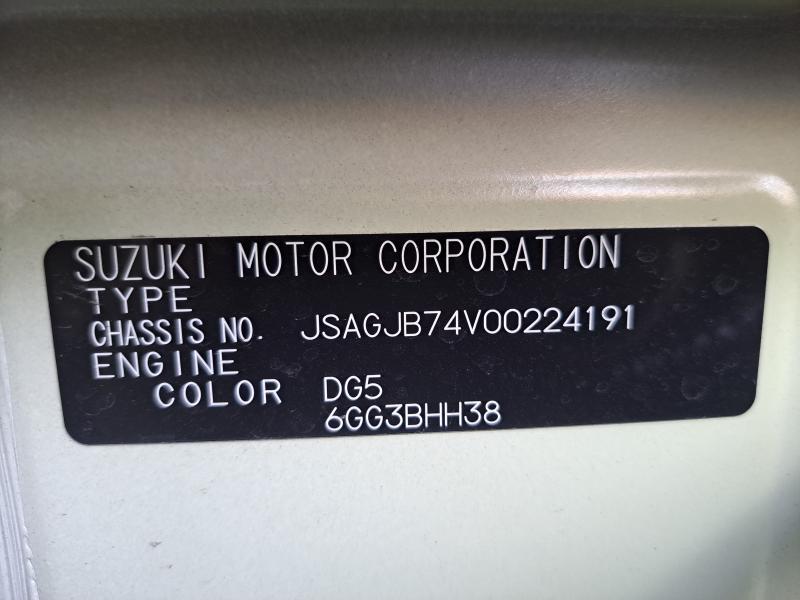 SUZUKI MOTOR CORPORATION
TYPE
CHASSIS NO. JSAGJB74V00224191
ENGINE
COLOR DG5
6GG3BHH38